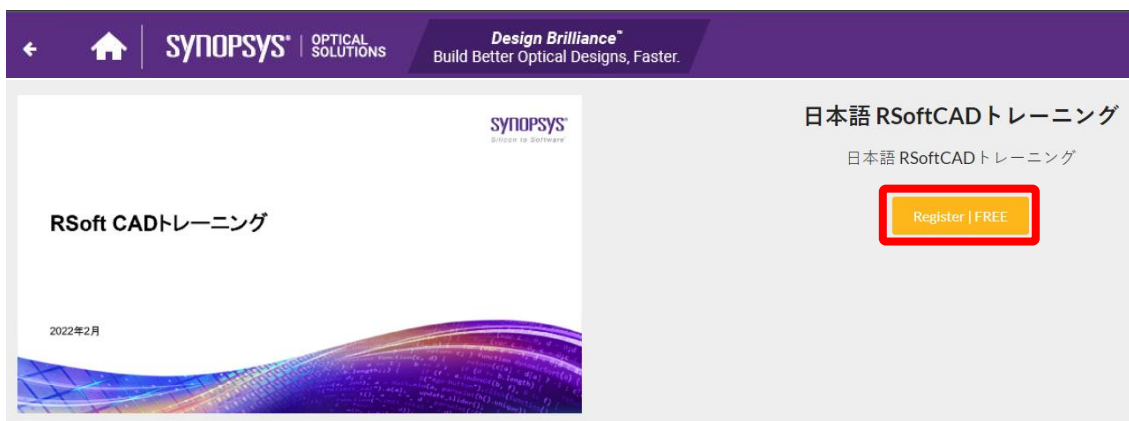 SYNOPSYS® | OPTICAL SOLUTIONS
Design Brilliance™
Build Better Optical Designs, Faster.
SYNOPSYS®
Silicon to Software
RSoft CADトレーニング
2022年2月
日本語 RSoftCADトレーニング
日本語 RSoftCADトレーニング
Register | FREE